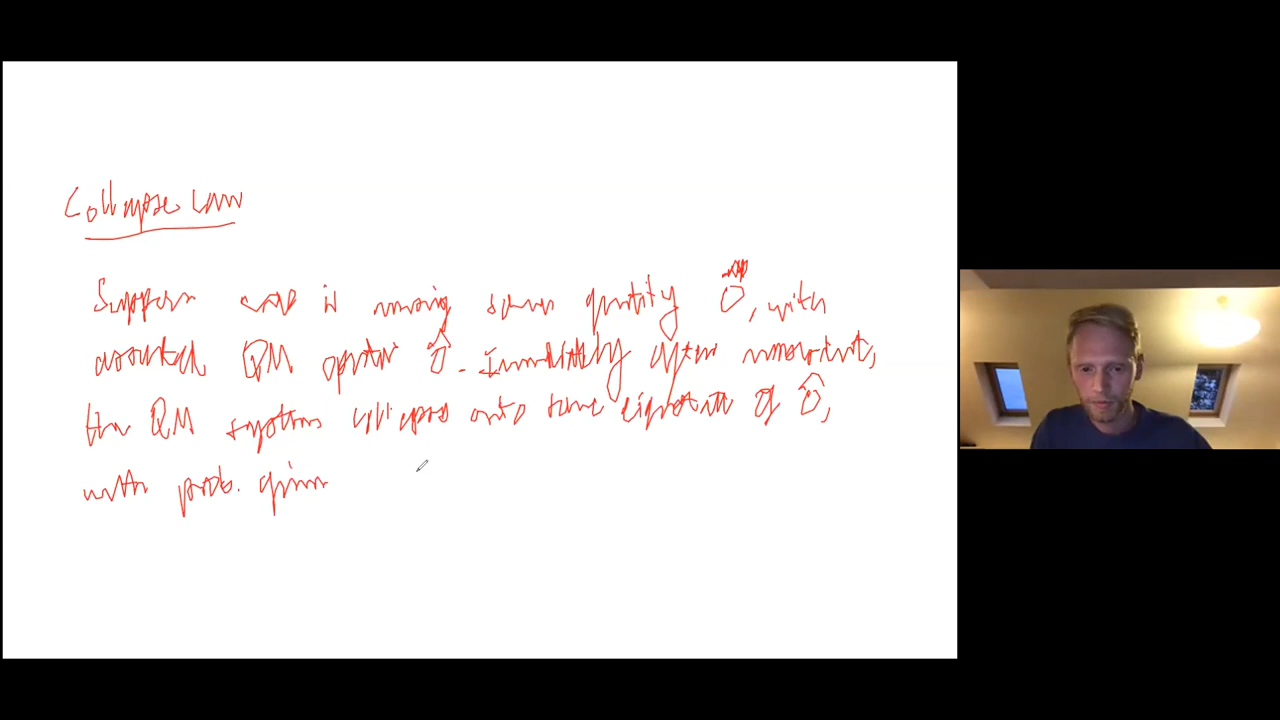 Collapse Law
Suppose one is measuring some quantity O, with
associated QM operator Ô. Immediately after measurement,
the QM system collapses onto some eigenstate of Ô,
with prob. given